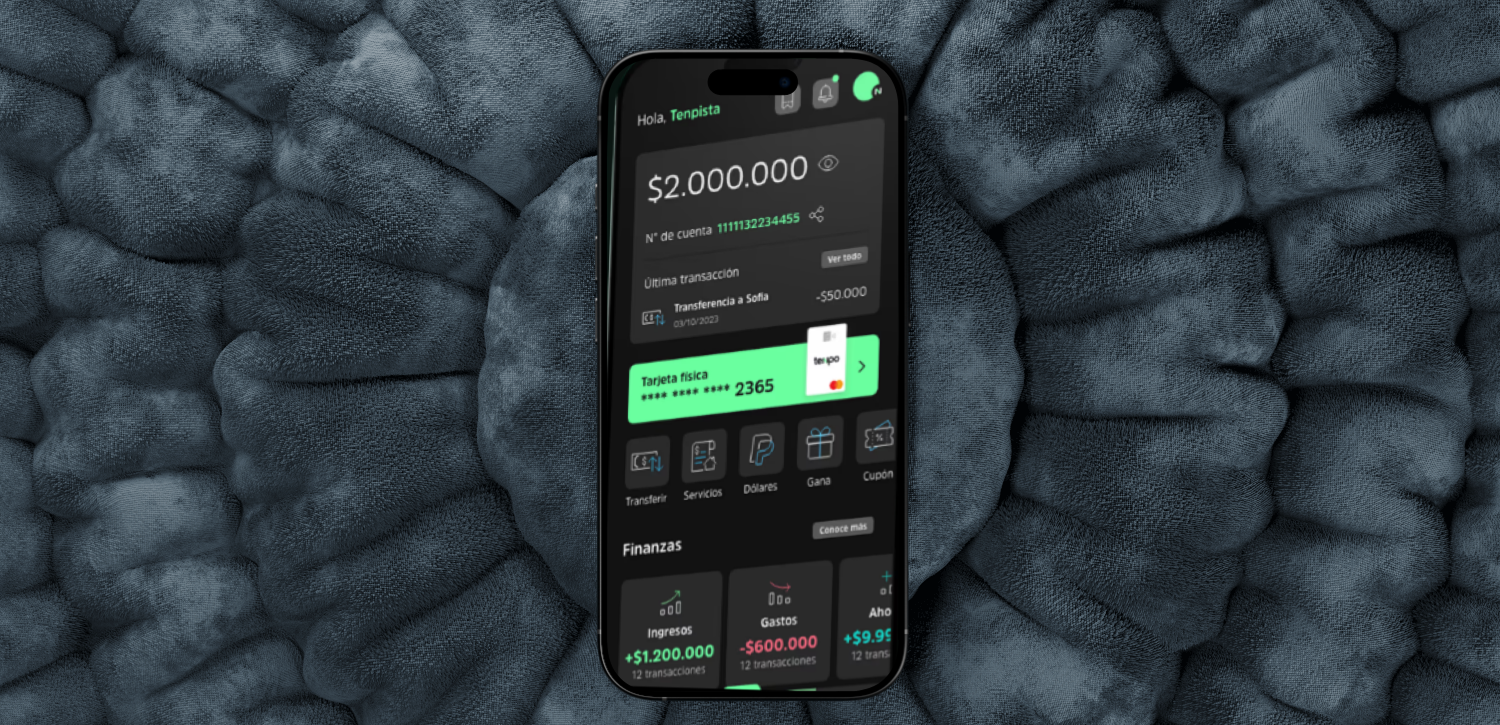 Hola, Tenpista
$2.000.000
N° de cuenta 1111132234455
Última transacción
Ver todo
Transferencia a Sofia
-$50.000
03/10/2023
Tarjeta física
**** **** **** 2365
tenpo
Transferir
Servicios
Dólares
Gana
Cupón
Finanzas
Conoce más
Ingresos
+$1.200.000
12 transacciones
Gastos
-$600.000
12 transacciones
Aho
+$9.99
12 trans